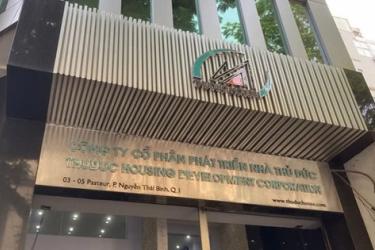 CÔNG TY CỔ PHẦN PHÁT TRIỂN NHÀ THỦ ĐỨC
THUDUC HOUSING DEVELOPMENT CORPORATION
03 - 05 Pasteur, P. Nguyễn Thái Bình, Q.1
www.thuduchouse.com